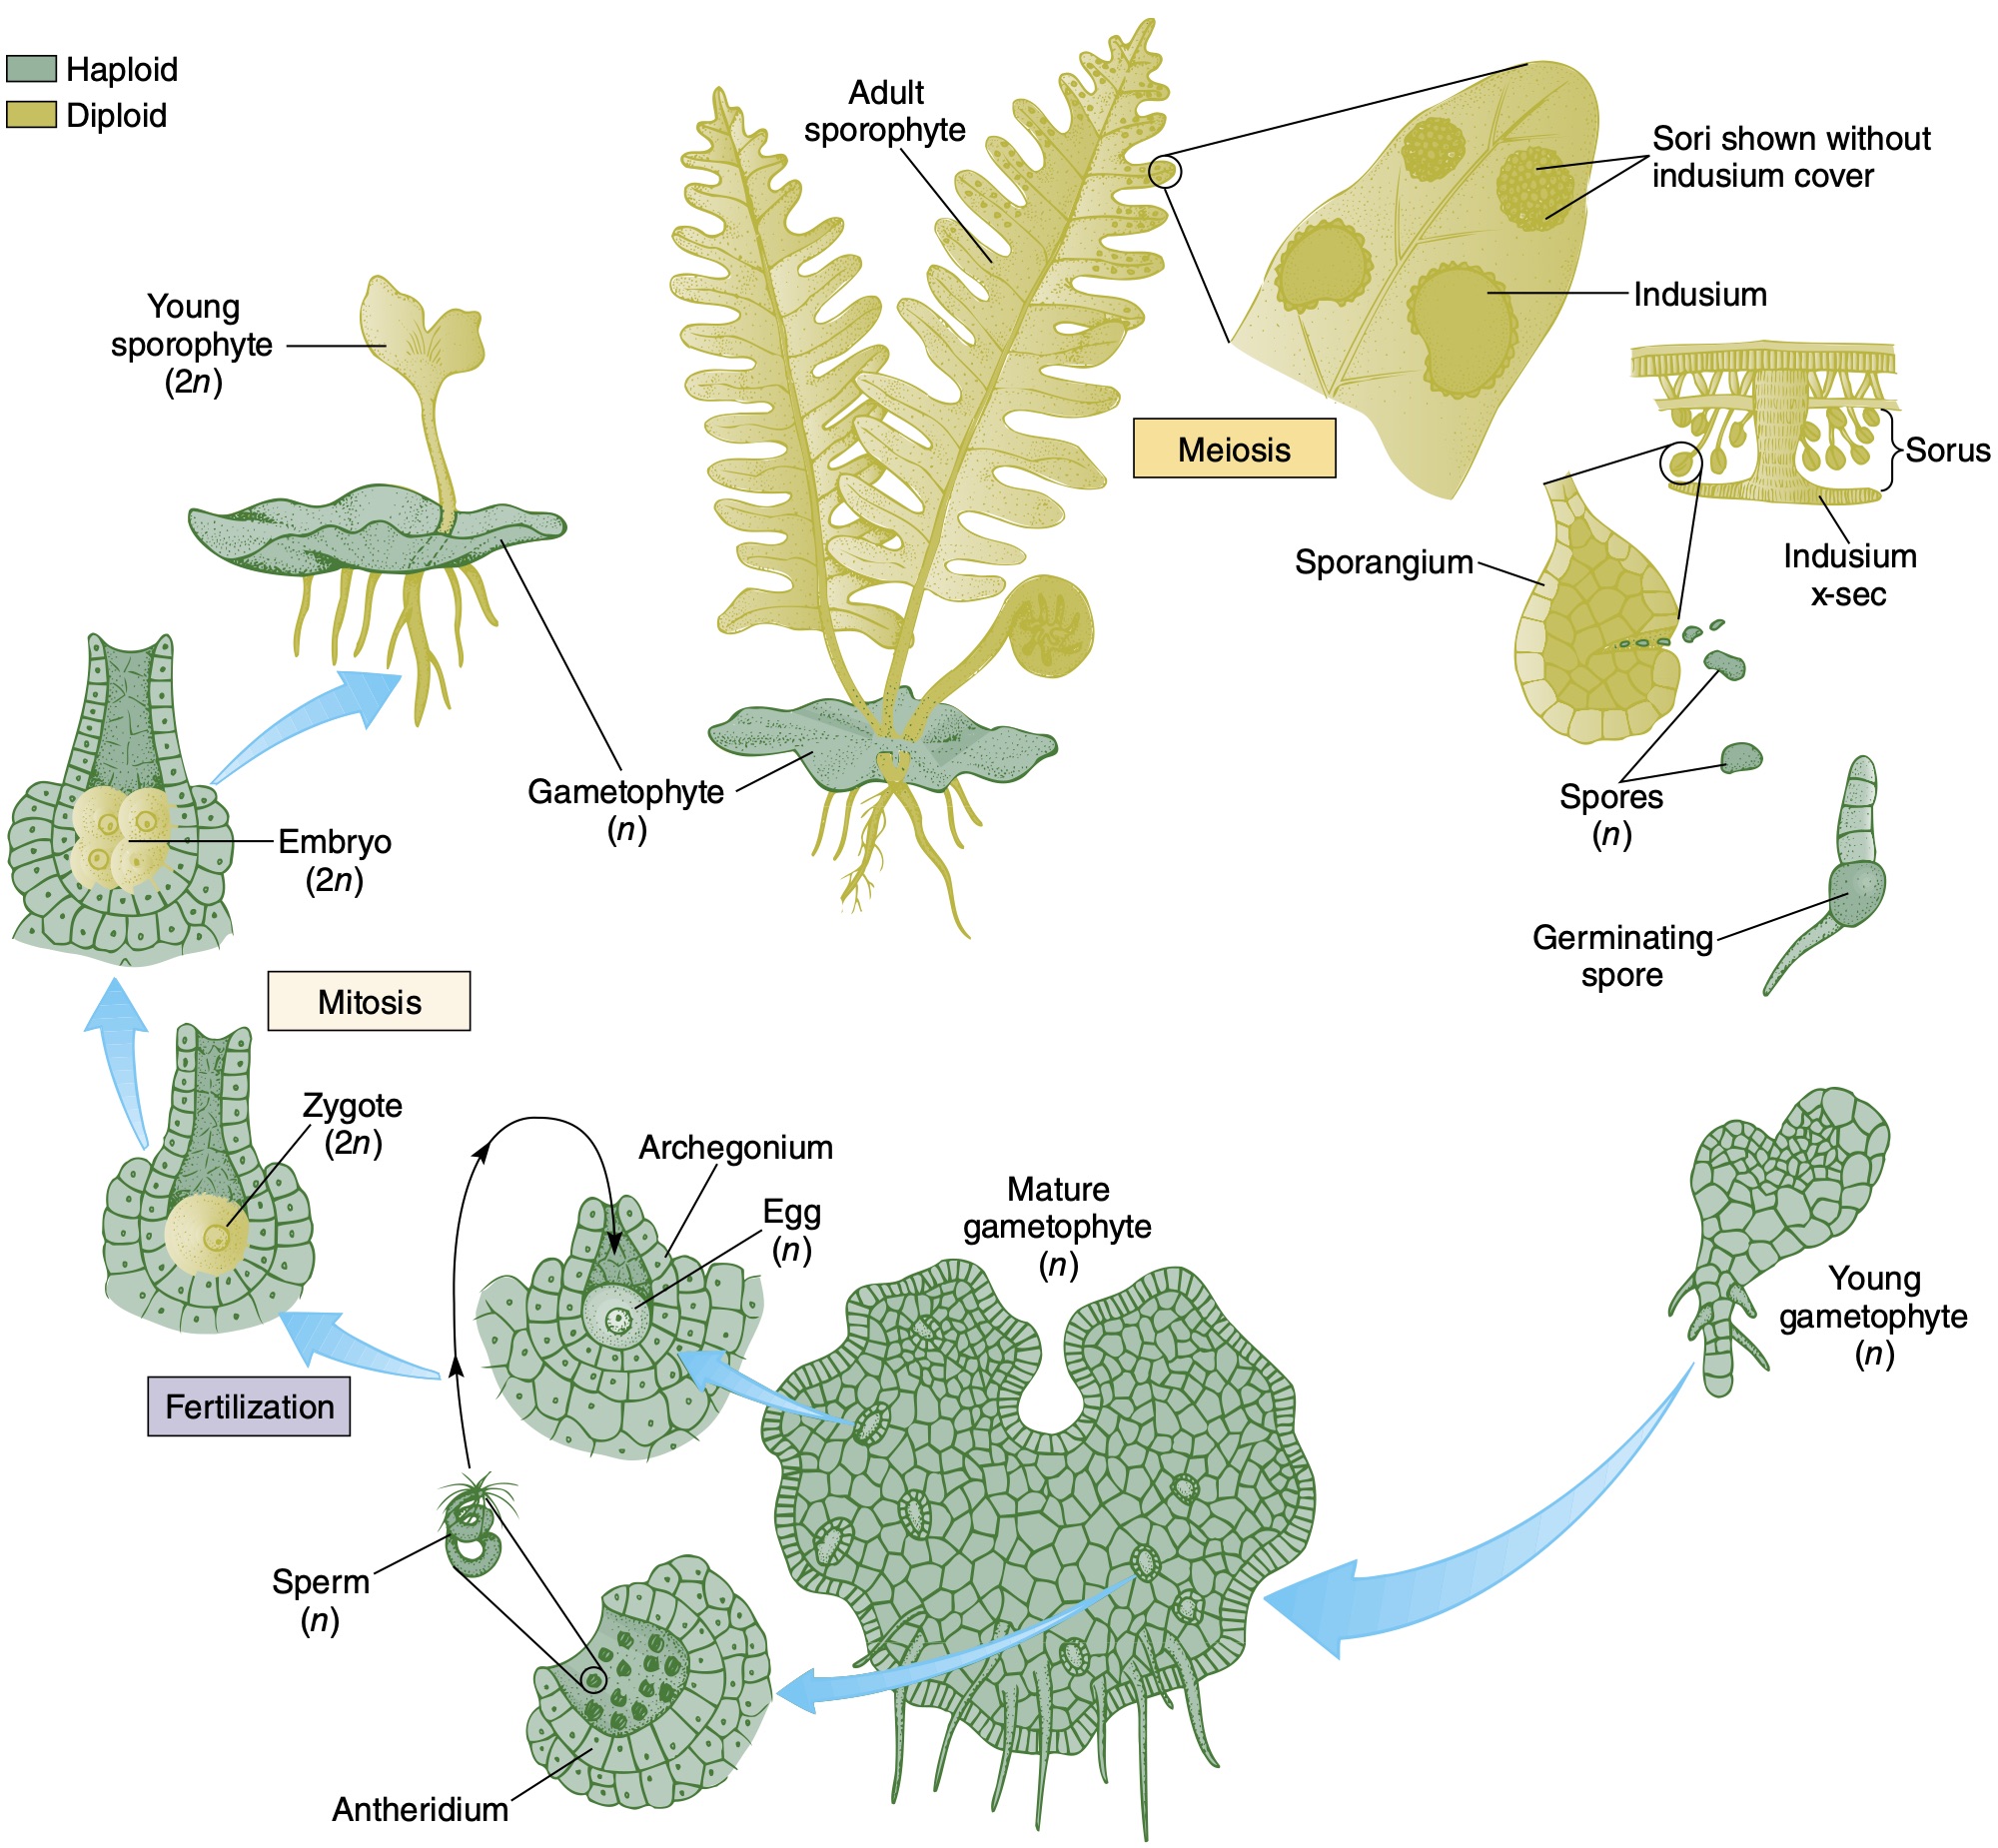 Haploid
Diploid
Adult
sporophyte
Sori shown without
indusium cover
Indusium
Young
sporophyte
(2n)
Meiosis
Sorus
Sporangium
Indusium
x-sec
Gametophyte
(n)
Spores
(n)
Embryo
(2n)
Germinating
spore
Mitosis
Zygote
(2n)
Archegonium
Egg
(n)
Mature
gametophyte
(n)
Young
gametophyte
(n)
Fertilization
Sperm
(n)
Antheridium